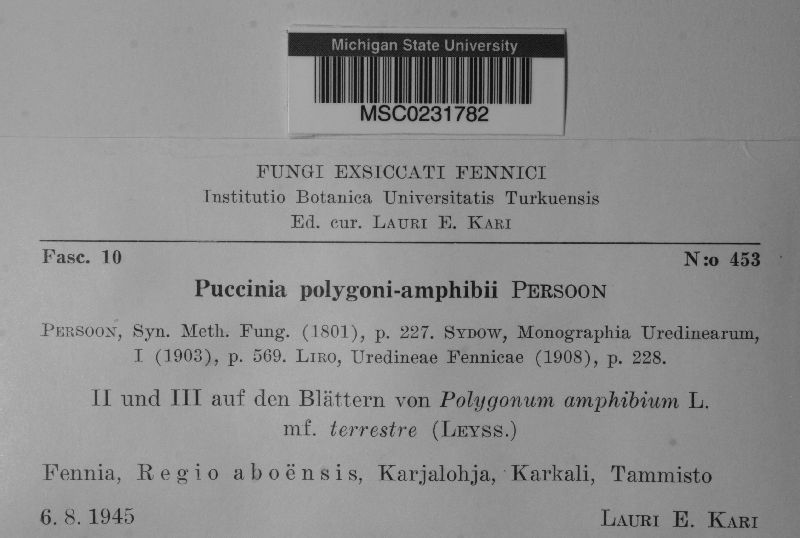 Michigan State University
MSC0231782
FUNGI EXSICCATI FENNICI
Institutio Botanica Universitatis Turkuensis
Ed. cur. LAURI E. KARI
Fasc. 10 N:o 453
Puccinia polygoni-amphibii PERSOON
PERSOON, Syn. Meth. Fung. (1801), p. 227. SYDOW, Monographia Uredinearum,
I (1903), p. 569. LIRO, Uredineae Fennicae (1908), p. 228.
II und III auf den Blättern von Polygonum amphibium L.
mf. terrestre (LEYSS.)
Fennia, Regio aboënsis, Karjalohja, Karkali, Tammisto
6. 8. 1945 LAURI E. KARI